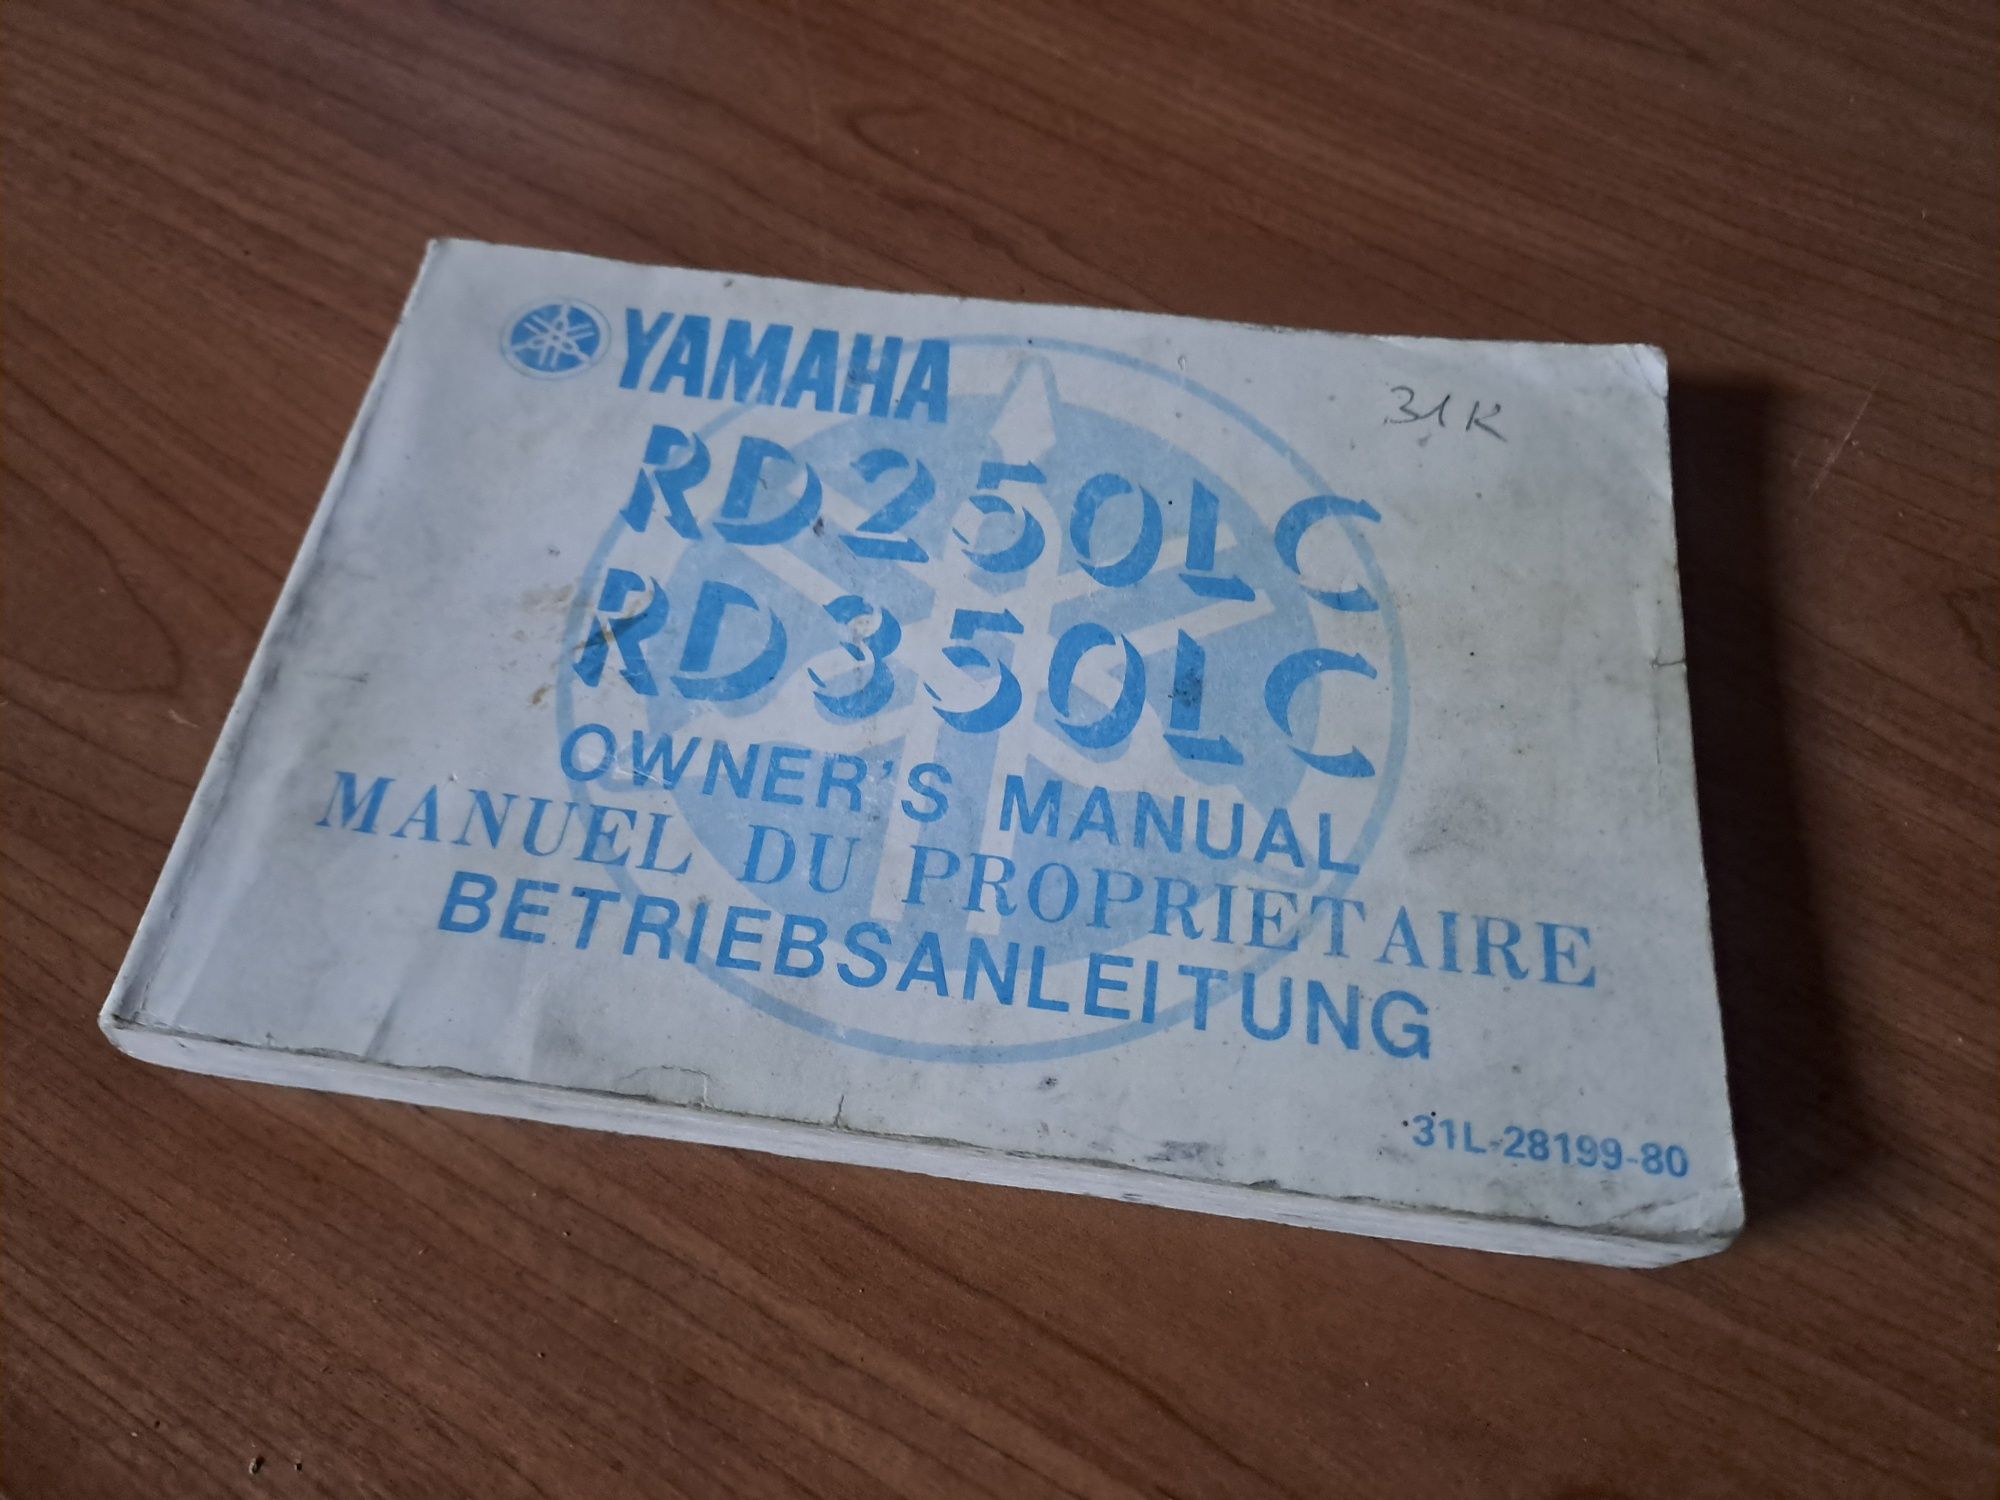 YAMAHA
31K
RD250LC
RD350LC
OWNER'S MANUAL
MANUEL DU PROPRIETAIRE
BETRIEBSANLEITUNG
31L-28199-80